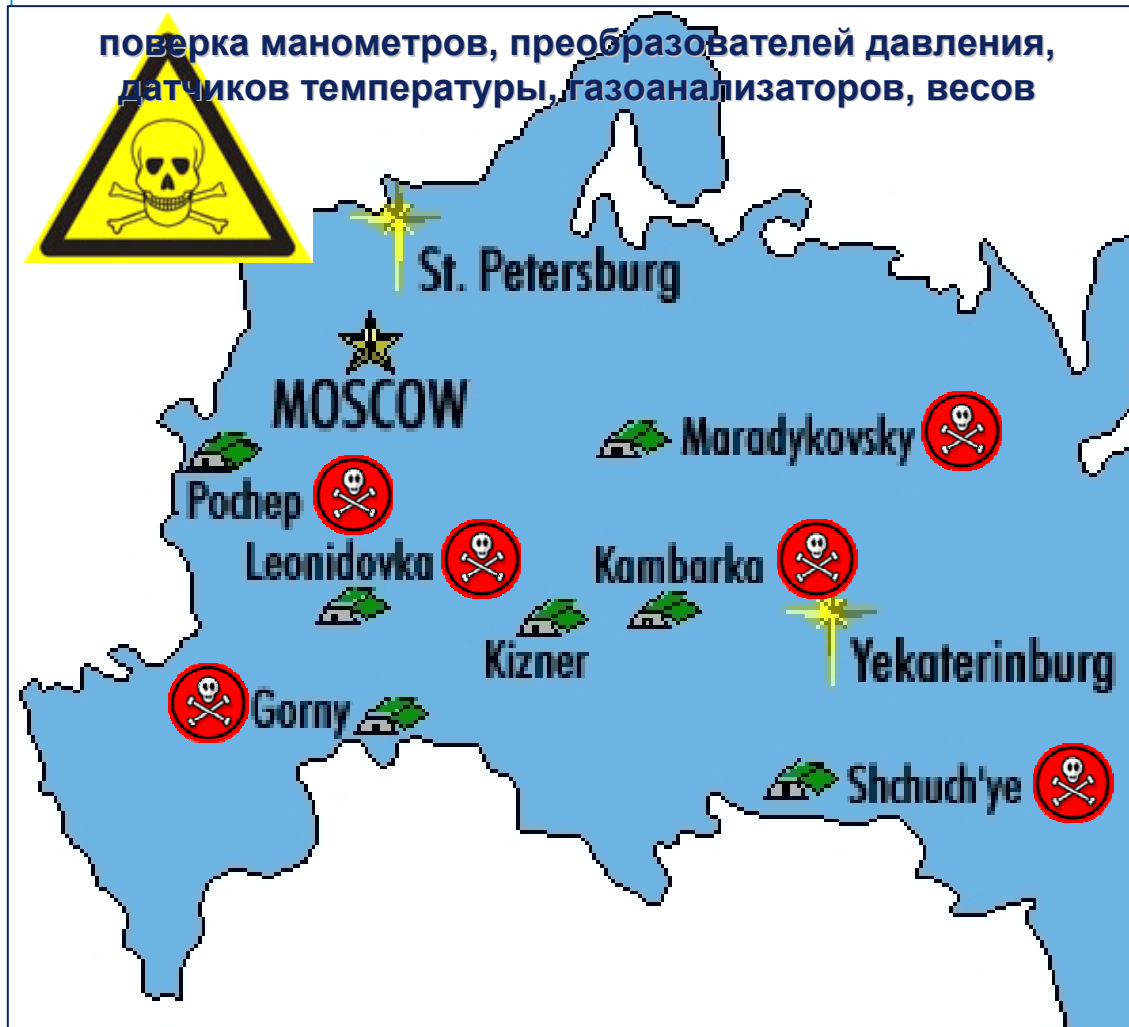 поверка манометров, преобразователей давления,
датчиков температуры, газоанализаторов, весов
St. Petersburg
MOSCOW
Maradykovsky
Pochep
Leonidovka
Kambarka
Kizner
Yekaterinburg
Gorny
Shchuch'ye